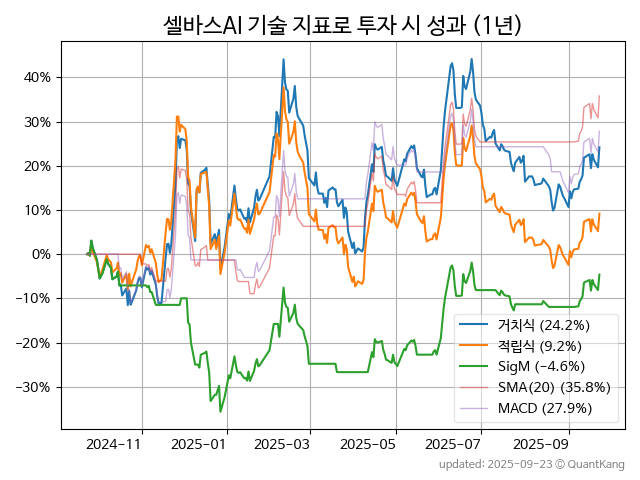 셀바스AI 기술 지표로 투자 시 성과 (1년)
40%
30%
20%
10%
0%
−10%
−20%
−30%
거치식 (24.2%)
적립식 (9.2%)
SigM (−4.6%)
SMA(20) (35.8%)
MACD (27.9%)
2024-11 2025-01 2025-03 2025-05 2025-07 2025-09
updated: 2025-09-23 ⓒ QuantKang